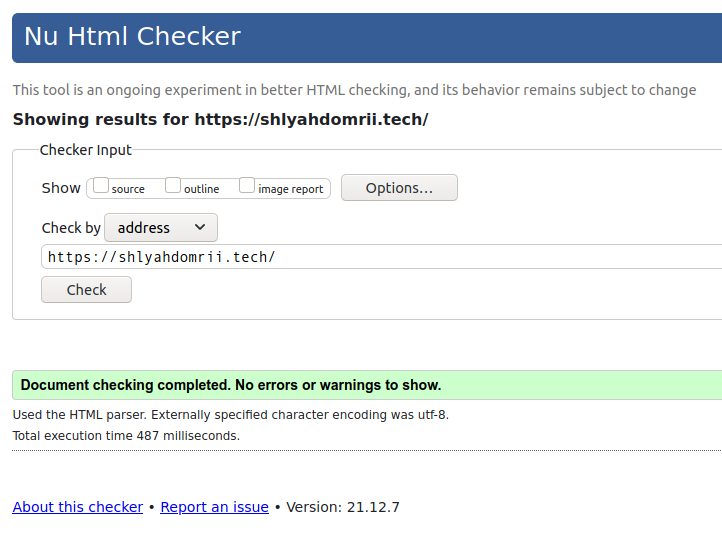 Nu Html Checker
This tool is an ongoing experiment in better HTML checking, and its behavior remains subject to change
Showing results for https://shlyahdomrii.tech/
Checker Input
Show source outline image report Options...
Check by address
https://shlyahdomrii.tech/
Check
Document checking completed. No errors or warnings to show.
Used the HTML parser. Externally specified character encoding was utf-8.
Total execution time 487 milliseconds.
About this checker • Report an issue • Version: 21.12.7